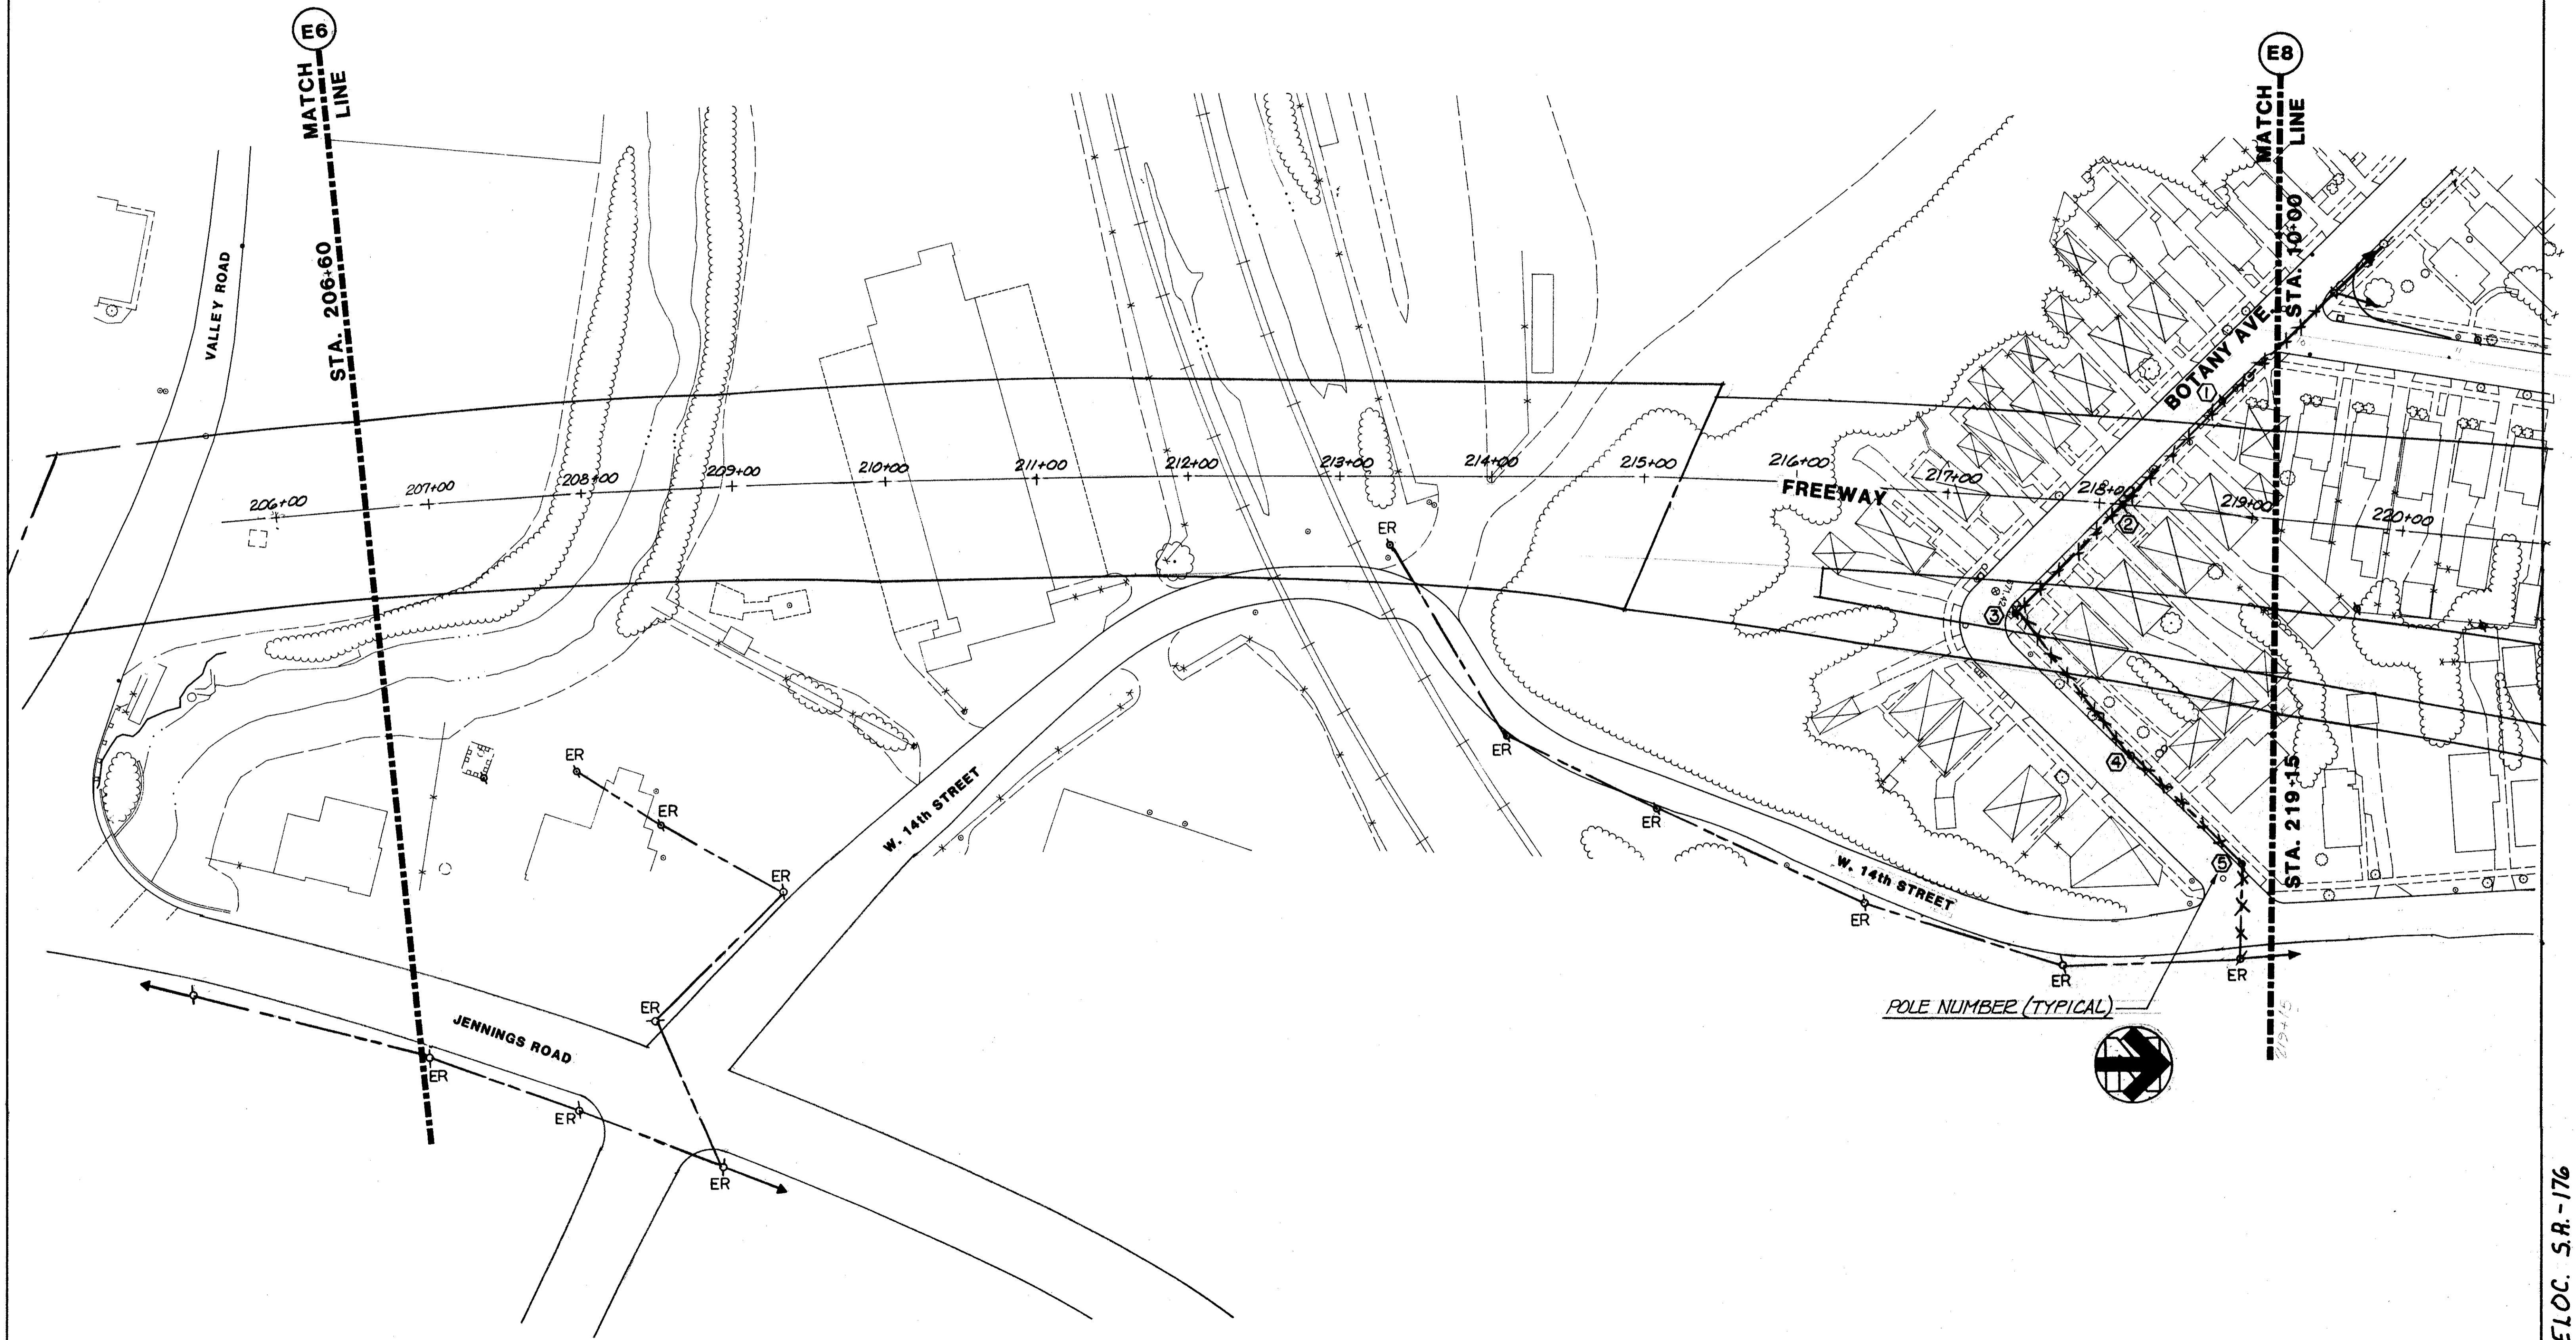 E6
E8
MATCH
LINE
MATCH
LINE
STA. 206+60
STA. 10+00
VALLEY ROAD
BOTANY AVE.
1
206+00
207+00
208+00
209+00
210+00
211+00
212+00
213+00
214+00
215+00
216+00
217+00
218+00
219+00
220+00
FREEWAY
2
ER
3
ER
4
ER
ER
ER
W. 14th STREET
ER
STA. 219+15
5
W. 14th STREET
ER
ER
ER
ER
POLE NUMBER (TYPICAL)
219+15
JENNINGS ROAD
ER
ER
ER
ELOC. S.R.-176